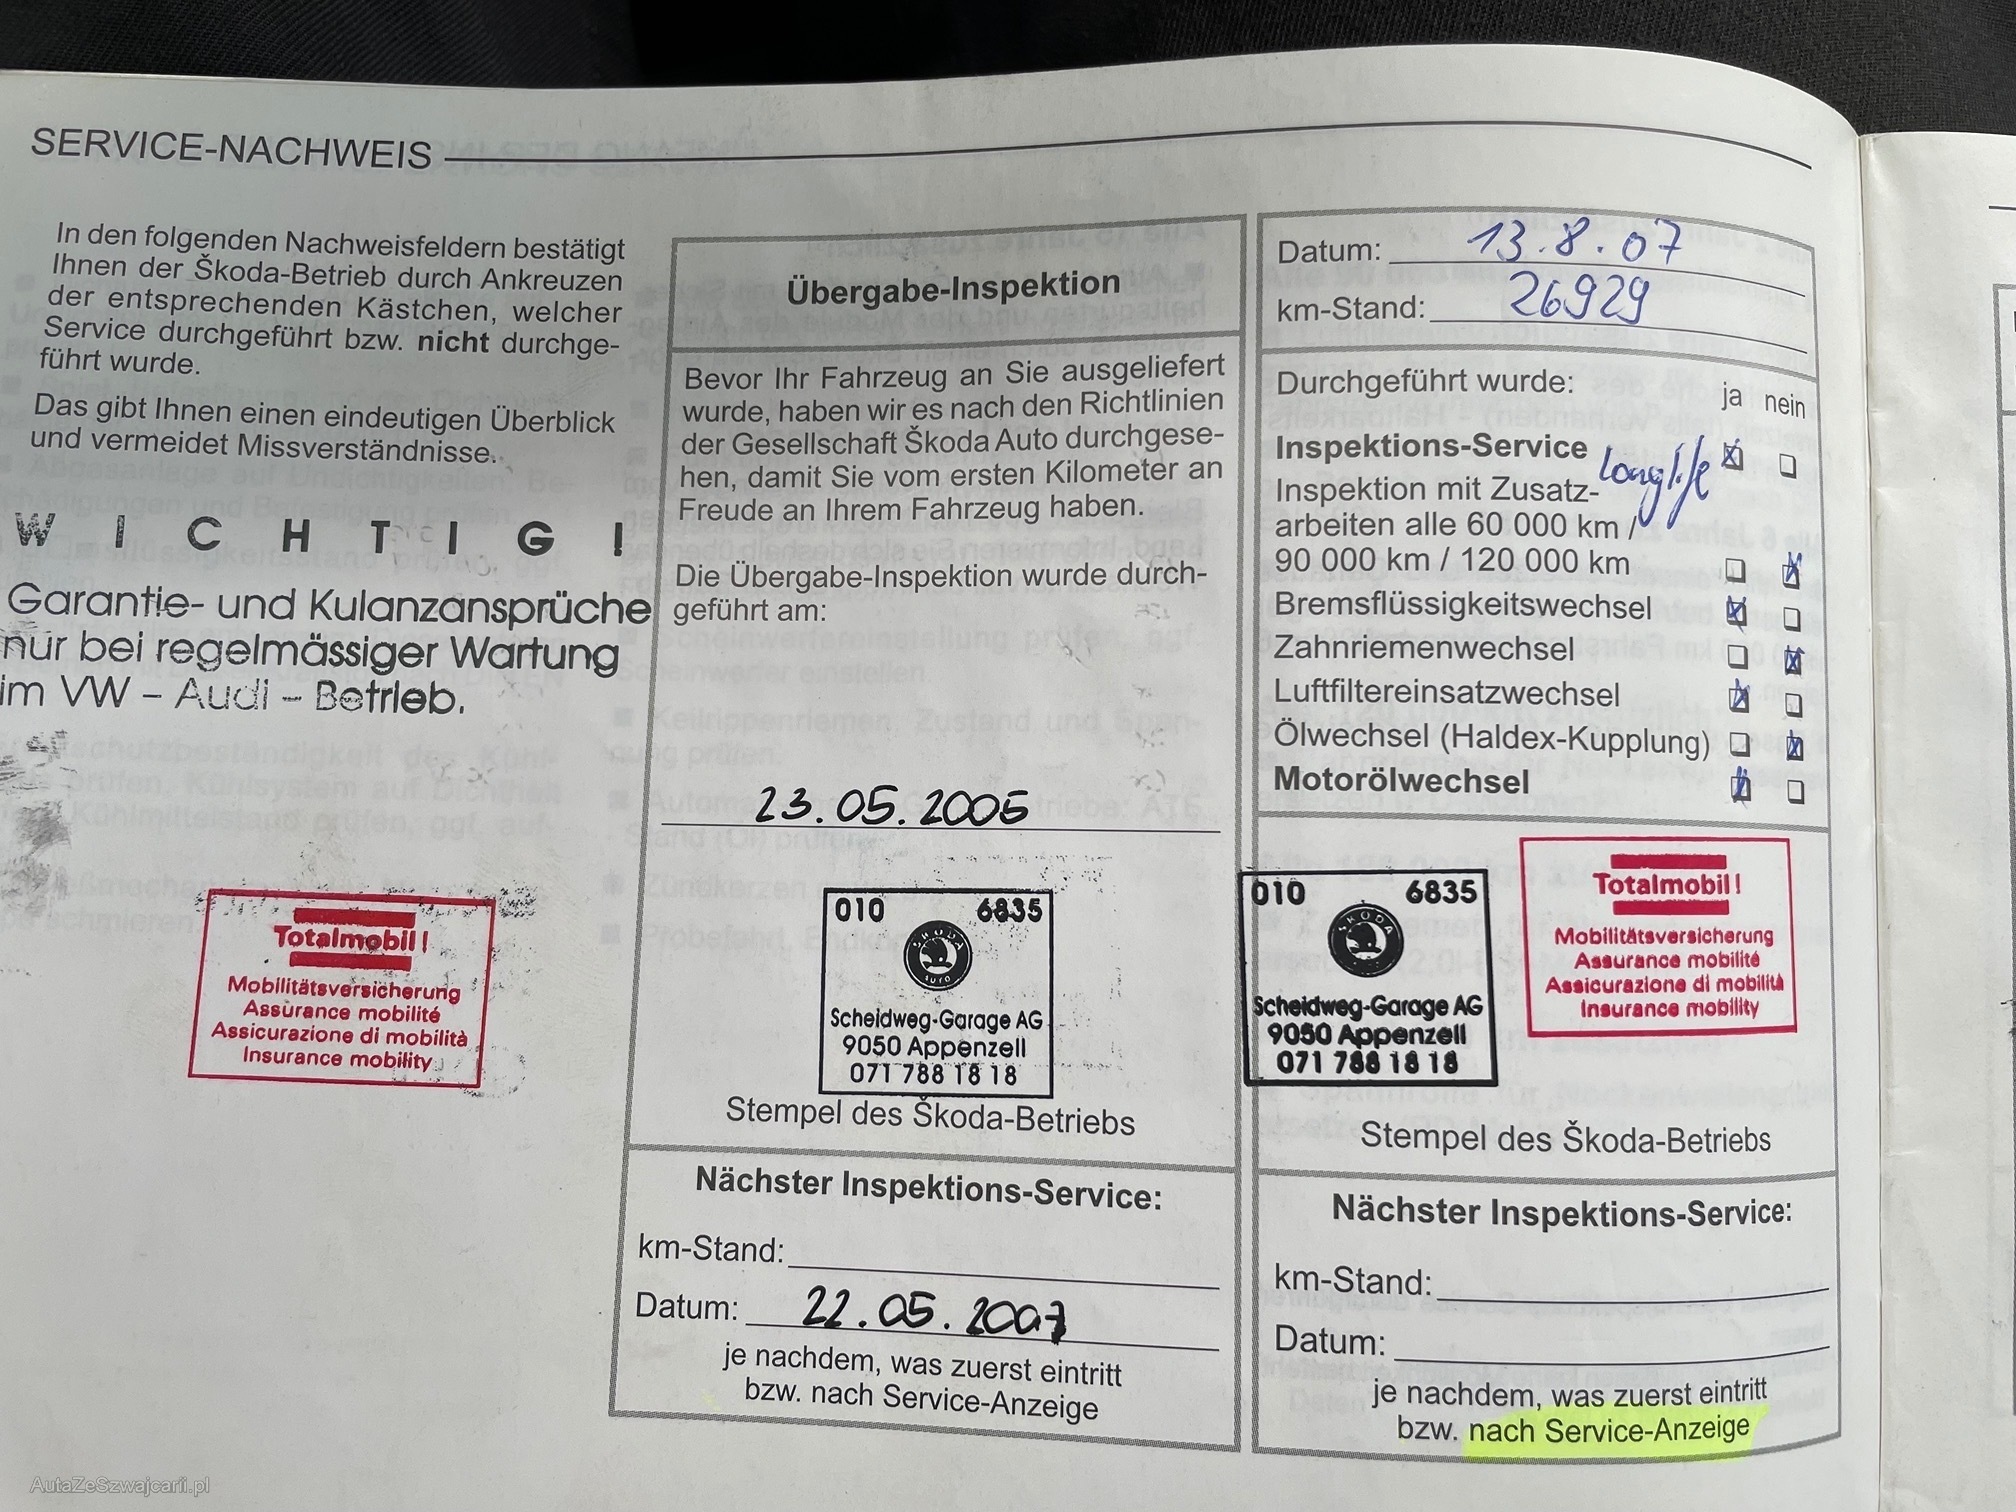 SERVICE-NACHWEIS
In den folgenden Nachweisfeldern bestätigt
Ihnen der Škoda-Betrieb durch Ankreuzen
der entsprechenden Kästchen, welcher
Service durchgeführt bzw. nicht durchge-
führt wurde.
Das gibt Ihnen einen eindeutigen Überblick
und vermeidet Missverständnisse.
WICHTIG!
Garantie- und Kulanzansprüche
nur bei regelmässiger Wartung
im VW - Audi - Betrieb.
Totalmobil!
Mobilitätsversicherung
Assurance mobilité
Assicurazione di mobilità
Insurance mobility
Übergabe-Inspektion
Bevor Ihr Fahrzeug an Sie ausgeliefert
wurde, haben wir es nach den Richtlinien
der Gesellschaft Škoda Auto durchgese-
hen, damit Sie vom ersten Kilometer an
Freude an Ihrem Fahrzeug haben.
Die Übergabe-Inspektion wurde durch-
geführt am:
23.05.2005
010 6835
ŠKODA
auto
Scheidweg-Garage AG
9050 Appenzell
071 788 18 18
Stempel des Škoda-Betriebs
Nächster Inspektions-Service:
km-Stand:
Datum: 22.05.2007
je nachdem, was zuerst eintritt
bzw. nach Service-Anzeige
Datum: 13.8.07
km-Stand: 26929
Durchgeführt wurde: ja nein
Inspektions-Service longlife
Inspektion mit Zusatz-
arbeiten alle 60 000 km /
90 000 km / 120 000 km
Bremsflüssigkeitswechsel
Zahnriemenwechsel
Luftfiltereinsatzwechsel
Ölwechsel (Haldex-Kupplung)
Motorölwechsel
010 6835
ŠKODA
Scheidweg-Garage AG
9050 Appenzell
071 788 18 18
Totalmobil!
Mobilitätsversicherung
Assurance mobilité
Assicurazione di mobilità
Insurance mobility
Stempel des Škoda-Betriebs
Nächster Inspektions-Service:
km-Stand:
Datum:
je nachdem, was zuerst eintritt
bzw. nach Service-Anzeige
AutaZeSzwajcarii.pl